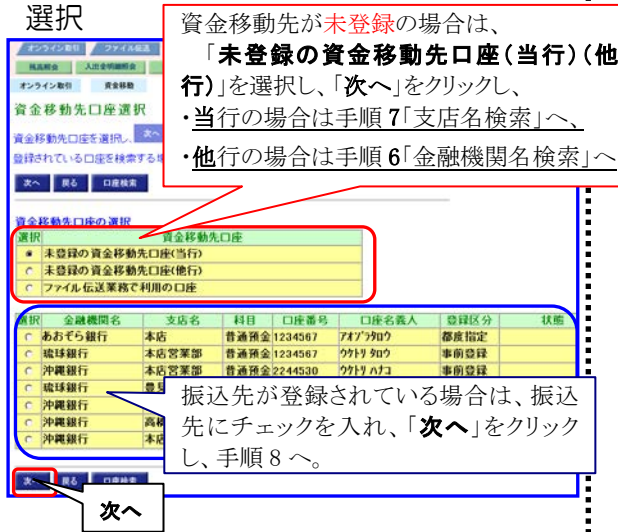 選択
資金移動先が未登録の場合は、
「未登録の資金移動先口座(当行)(他
行)」を選択し、「次へ」をクリックし、
・当行の場合は手順7「支店名検索」へ、
・他行の場合は手順6「金融機関名検索」へ
オンライン取引 ファイル伝送
残高照会 入出金明細照会
オンライン取引 資金移動
資金移動先口座選択
資金移動先口座を選択し、 次へ
登録されている口座を検索する場
次へ 戻る 口座検索
資金移動先口座の選択
選択 資金移動先口座
未登録の資金移動先口座(当行)
未登録の資金移動先口座(他行)
ファイル伝送業務で利用の口座
選択 金融機関名 支店名 科目 口座番号 口座名義人 登録区分 状態
あおぞら銀行 本店 普通預金 1234567 アオゾラタロウ 都度指定
琉球銀行 本店営業部 普通預金 1234567 ウケトリ タロウ 事前登録
沖縄銀行 本店営業部 普通預金 2244530 ウケトリ ハナコ 事前登録
琉球銀行 豊見
沖縄銀行
沖縄銀行 高橋
沖縄銀行 本店
振込先が登録されている場合は、振込
先にチェックを入れ、「次へ」をクリック
し、手順8へ。
次へ 戻る 口座検索
次へ